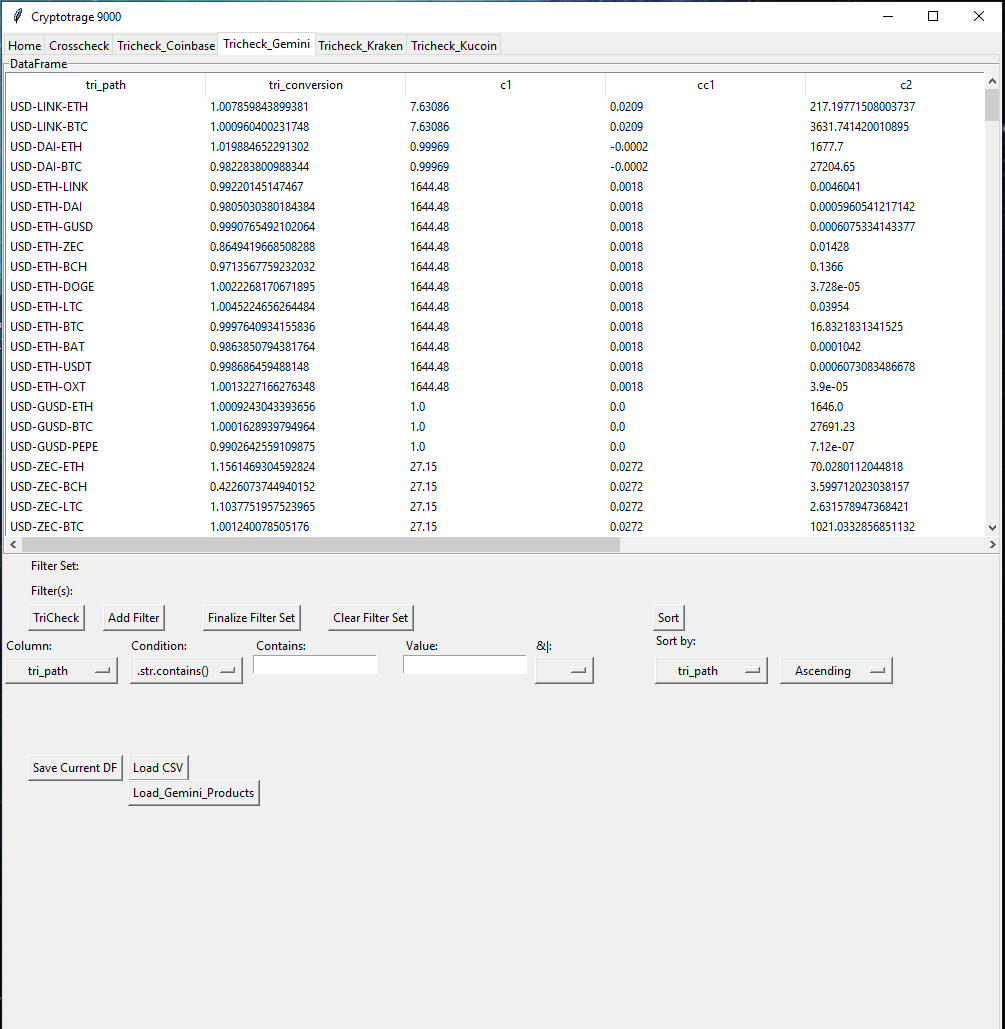 Cryptotrage 9000
Home Crosscheck Tricheck_Coinbase Tricheck_Gemini Tricheck_Kraken Tricheck_Kucoin
DataFrame
tri_path tri_conversion c1 cc1 c2
USD-LINK-ETH 1.007859843899381 7.63086 0.0209 217.19771508003737
USD-LINK-BTC 1.000960400231748 7.63086 0.0209 3631.741420010895
USD-DAI-ETH 1.019884652291302 0.99969 -0.0002 1677.7
USD-DAI-BTC 0.982283800988344 0.99969 -0.0002 27204.65
USD-ETH-LINK 0.99220145147467 1644.48 0.0018 0.0046041
USD-ETH-DAI 0.9805030380184384 1644.48 0.0018 0.0005960541217142
USD-ETH-GUSD 0.9990765492102064 1644.48 0.0018 0.0006075334143377
USD-ETH-ZEC 0.8649419668508288 1644.48 0.0018 0.01428
USD-ETH-BCH 0.9713567759232032 1644.48 0.0018 0.1366
USD-ETH-DOGE 1.0022268170671895 1644.48 0.0018 3.728e-05
USD-ETH-LTC 1.0045224656264484 1644.48 0.0018 0.03954
USD-ETH-BTC 0.9997640934155836 1644.48 0.0018 16.8321831341525
USD-ETH-BAT 0.9863850794381764 1644.48 0.0018 0.0001042
USD-ETH-USDT 0.998686459488148 1644.48 0.0018 0.0006073083486678
USD-ETH-OXT 1.0013227166276348 1644.48 0.0018 3.9e-05
USD-GUSD-ETH 1.0009243043393656 1.0 0.0 1646.0
USD-GUSD-BTC 1.0001628939794964 1.0 0.0 27691.23
USD-GUSD-PEPE 0.9902642559109875 1.0 0.0 7.12e-07
USD-ZEC-ETH 1.1561469304592824 27.15 0.0272 70.0280112044818
USD-ZEC-BCH 0.4226073744940152 27.15 0.0272 3.599712023038157
USD-ZEC-LTC 1.1037751957523965 27.15 0.0272 2.631578947368421
USD-ZEC-BTC 1.001240078505176 27.15 0.0272 1021.0332856851132
Filter Set:
Filter(s):
TriCheck Add Filter Finalize Filter Set Clear Filter Set Sort
Column: Condition: Contains: Value: &|: Sort by:
tri_path .str.contains() tri_path Ascending
Save Current DF Load CSV
Load_Gemini_Products